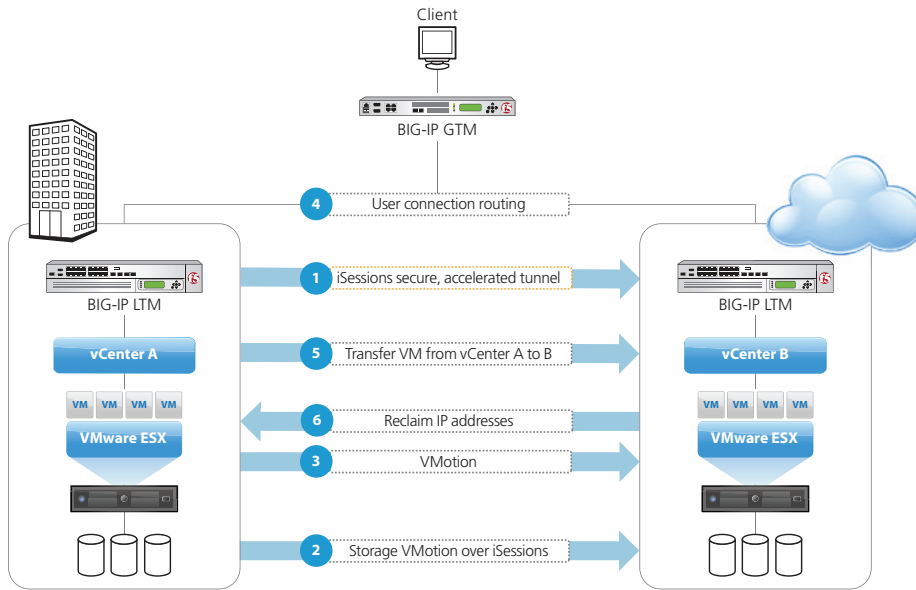 Client
BIG-IP GTM
4 User connection routing
1 iSessions secure, accelerated tunnel
BIG-IP LTM
BIG-IP LTM
vCenter A
5 Transfer VM from vCenter A to B
vCenter B
VM VM VM VM
VM VM VM VM
6 Reclaim IP addresses
VMware ESX
VMware ESX
3 VMotion
2 Storage VMotion over iSessions